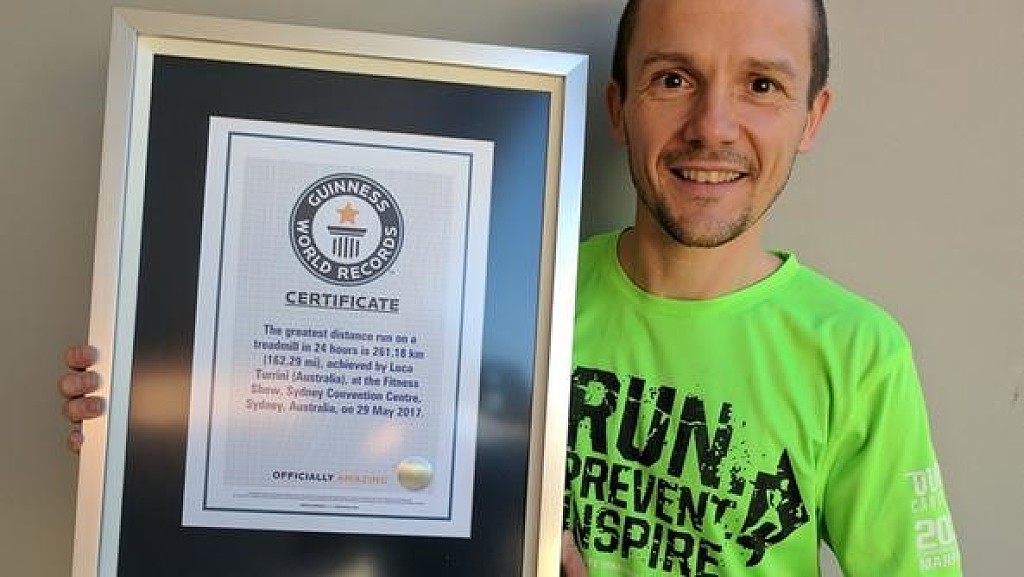 GUINNESS
WORLD RECORDS
CERTIFICATE
The greatest distance run on a
treadmill in 24 hours is 261.18 km
(162.29 mi), achieved by Luca
Turrini (Australia), at the Fitness
Show, Sydney Convention Centre,
Sydney, Australia, on 29 May 2017.
OFFICIALLY AMAZING
RUN.
PREVENT
INSPIRE
20